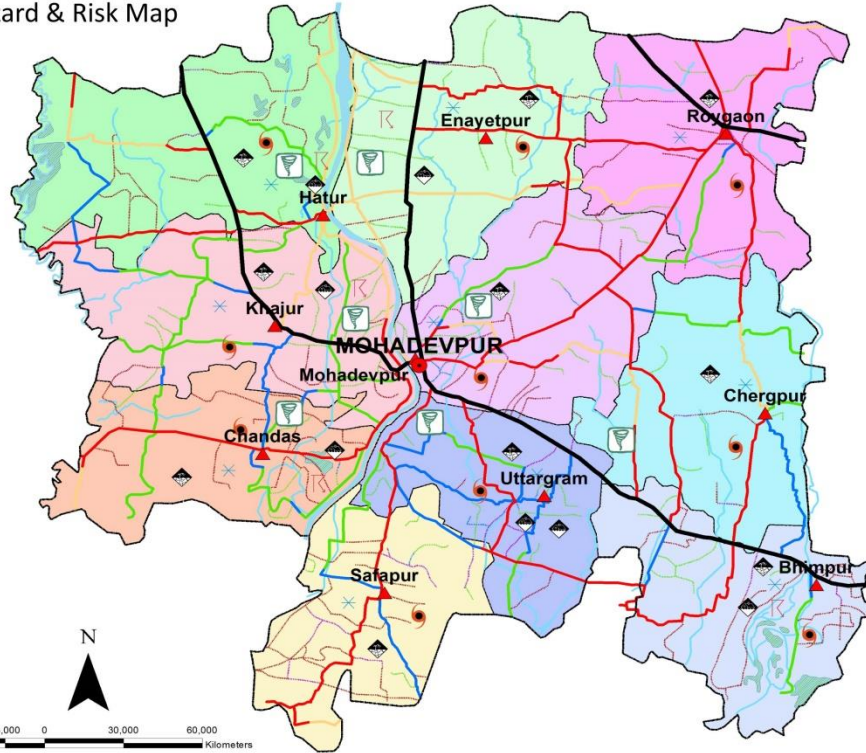 ard & Risk Map
Enayetpur
Roygaon
Hatur
Khajur
MOHADEVPUR
Mohadevpur
Chergpur
Chandas
Uttargram
Safapur
Bhimpur
N
,000 0 30,000 60,000
Kilometers